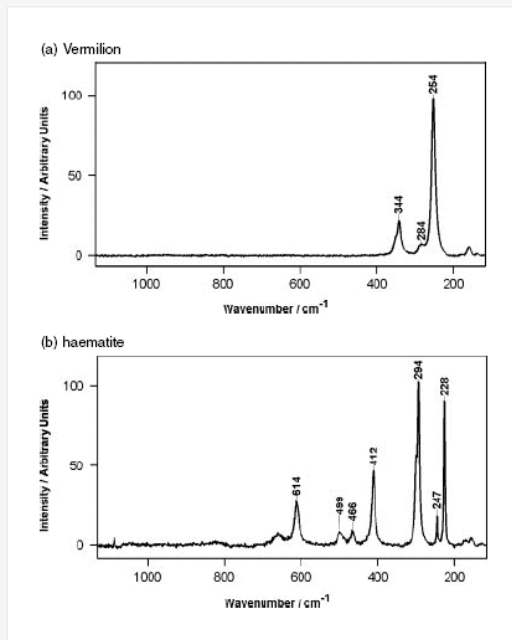 (a) Vermilion
Intensity / Arbitrary Units
100
50
0
344
284
254
1000 800 600 400 200
Wavenumber / cm-1
(b) haematite
Intensity / Arbitrary Units
100
50
0
614
499
466
412
294
247
228
1000 800 600 400 200
Wavenumber / cm-1